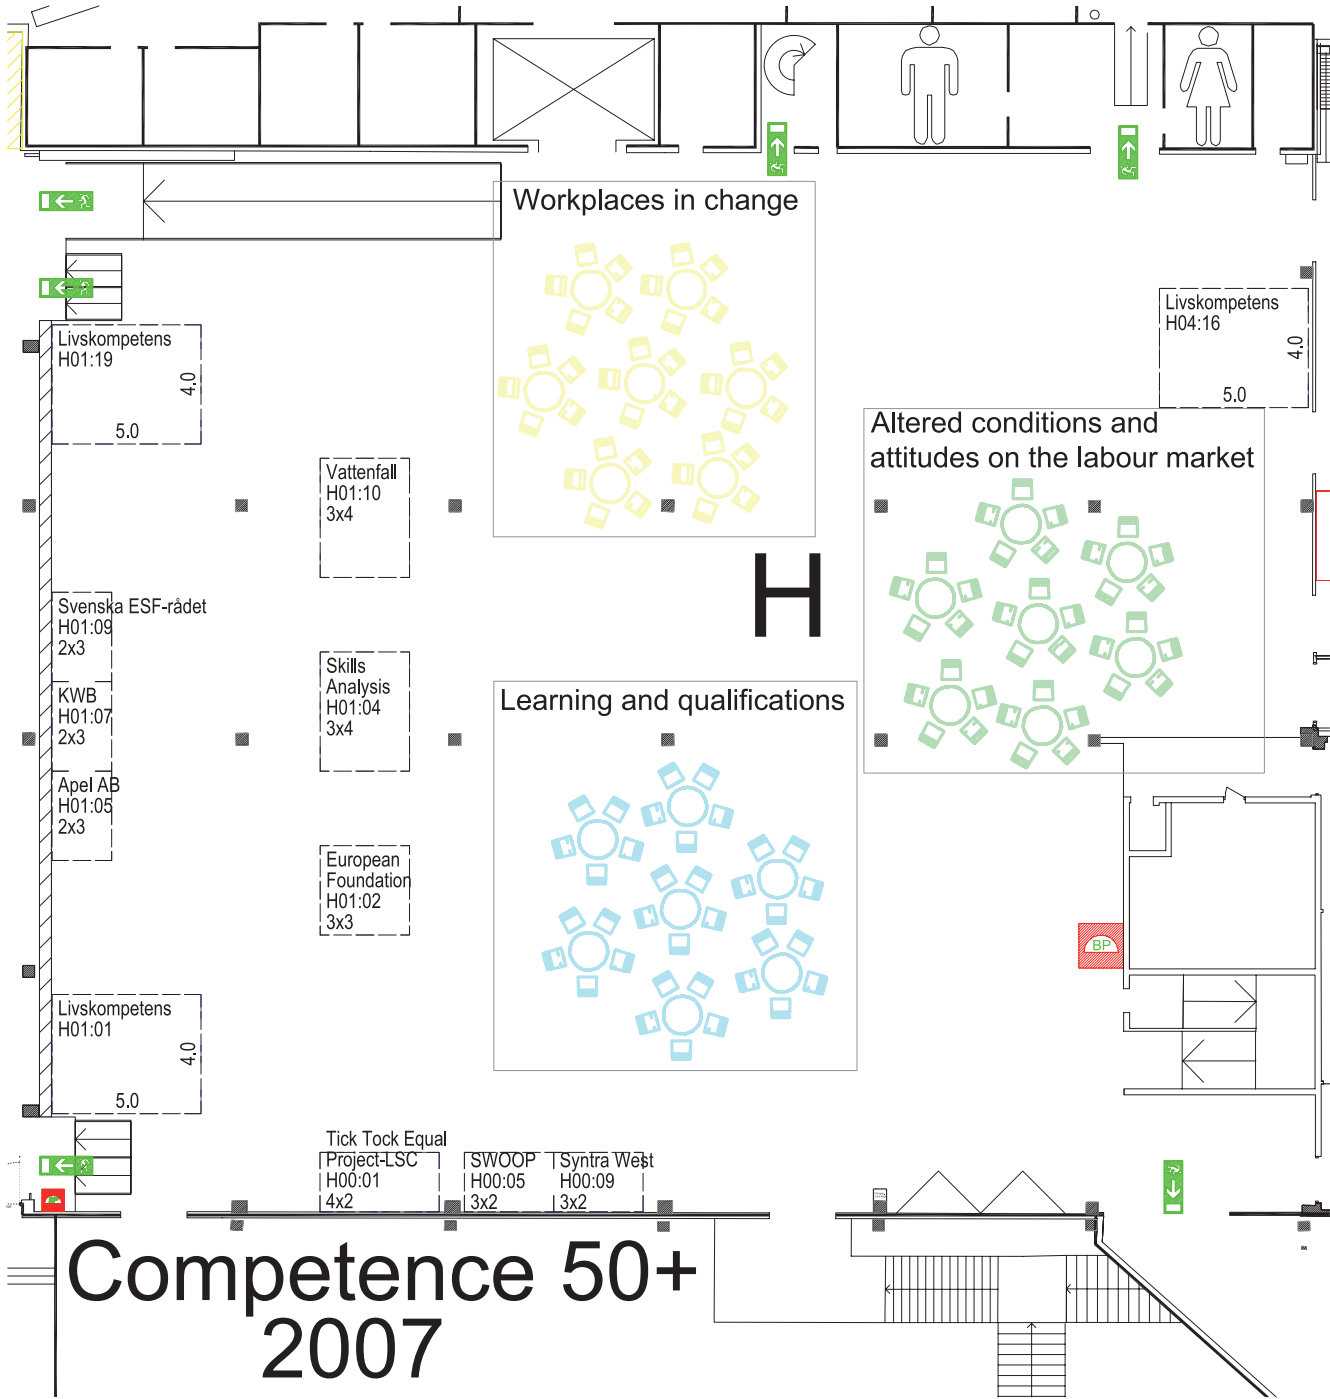 Workplaces in change
Livskompetens
H04:16
4.0
5.0
Livskompetens
H01:19
4.0
5.0
Altered conditions and
attitudes on the labour market
Vattenfall
H01:10
3x4
H
Svenska ESF-rådet
H01:09
2x3
KWB
H01:07
2x3
Apel AB
H01:05
2x3
Skills
Analysis
H01:04
3x4
Learning and qualifications
European
Foundation
H01:02
3x3
BP
Livskompetens
H01:01
4.0
5.0
Tick Tock Equal
Project-LSC
H00:01
4x2
SWOOP
H00:05
3x2
Syntra West
H00:09
3x2
Competence 50+
2007